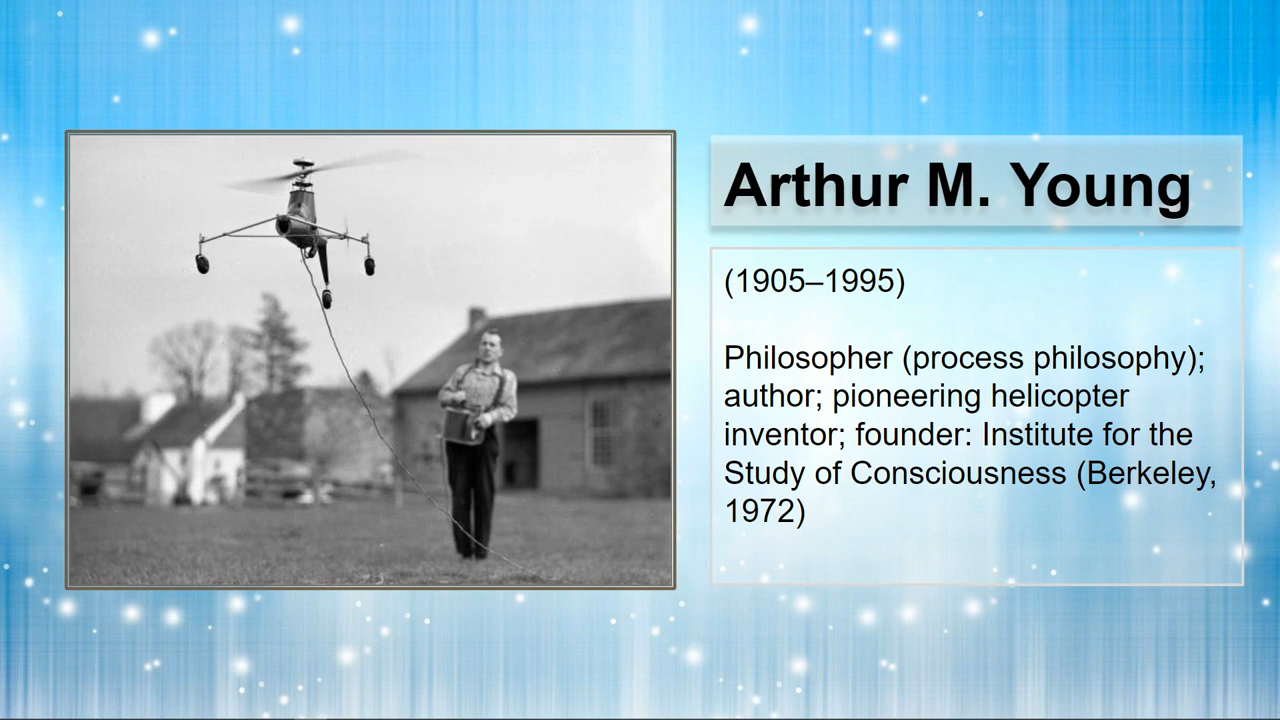 Arthur M. Young
(1905–1995)
Philosopher (process philosophy);
author; pioneering helicopter
inventor; founder: Institute for the
Study of Consciousness (Berkeley,
1972)